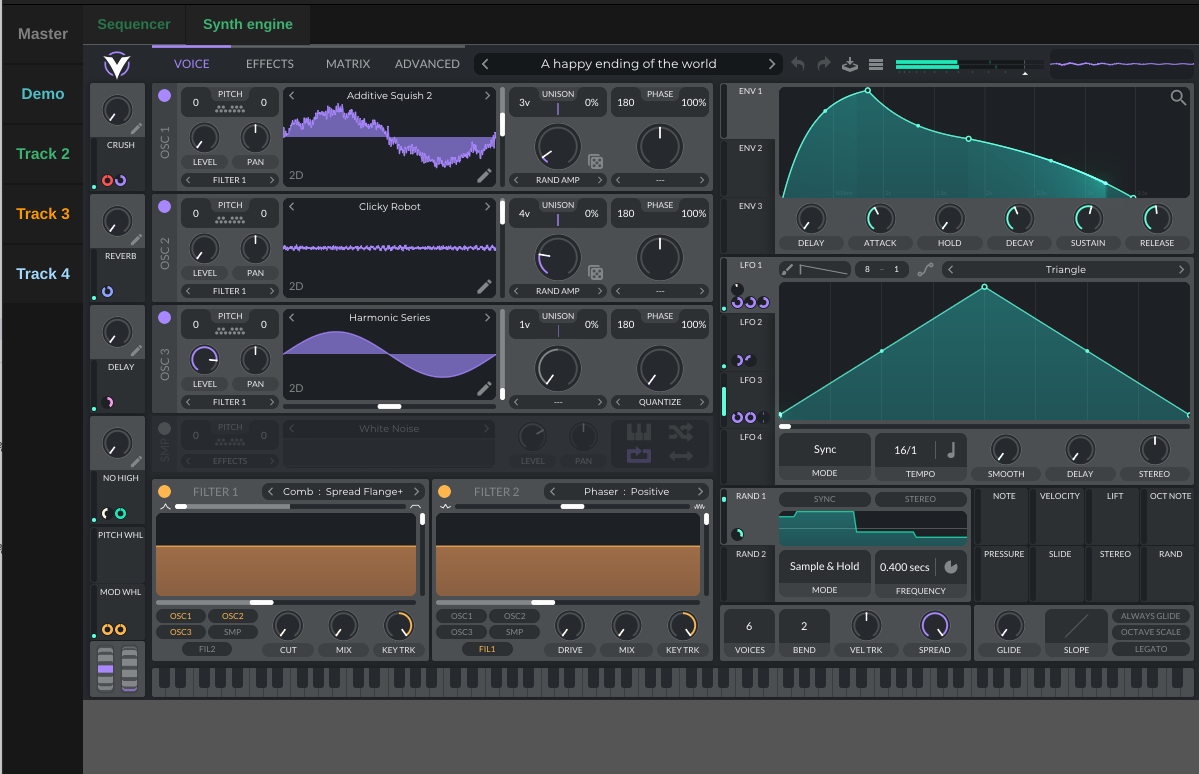 Master
Demo
Track 2
Track 3
Track 4
Sequencer
Synth engine
VOICE
EFFECTS
MATRIX
ADVANCED
A happy ending of the world
CRUSH
REVERB
DELAY
NO HIGH
PITCH WHL
MOD WHL
OSC 1
PITCH
0
0
LEVEL
PAN
FILTER 1
Additive Squish 2
2D
UNISON
3v
0%
PHASE
180
100%
RAND AMP
---
OSC 2
PITCH
0
0
LEVEL
PAN
FILTER 1
Clicky Robot
2D
UNISON
4v
0%
PHASE
180
100%
RAND AMP
---
OSC 3
PITCH
0
0
LEVEL
PAN
FILTER 1
Harmonic Series
2D
UNISON
1v
0%
PHASE
180
100%
---
QUANTIZE
SMP
PITCH
0
0
EFFECTS
White Noise
LEVEL
PAN
FILTER 1
Comb : Spread Flange+
OSC1
OSC2
OSC3
SMP
FIL2
CUT
MIX
KEY TRK
FILTER 2
Phaser : Positive
OSC1
OSC2
OSC3
SMP
FIL1
DRIVE
MIX
KEY TRK
ENV 1
ENV 2
ENV 3
DELAY
ATTACK
HOLD
DECAY
SUSTAIN
RELEASE
LFO 1
LFO 2
LFO 3
LFO 4
8 - 1
Triangle
Sync
MODE
16/1
TEMPO
SMOOTH
DELAY
STEREO
RAND 1
RAND 2
SYNC
STEREO
Sample & Hold
MODE
0.400 secs
FREQUENCY
NOTE
VELOCITY
LIFT
OCT NOTE
PRESSURE
SLIDE
STEREO
RAND
6
VOICES
2
BEND
VEL TRK
SPREAD
GLIDE
SLOPE
ALWAYS GLIDE
OCTAVE SCALE
LEGATO